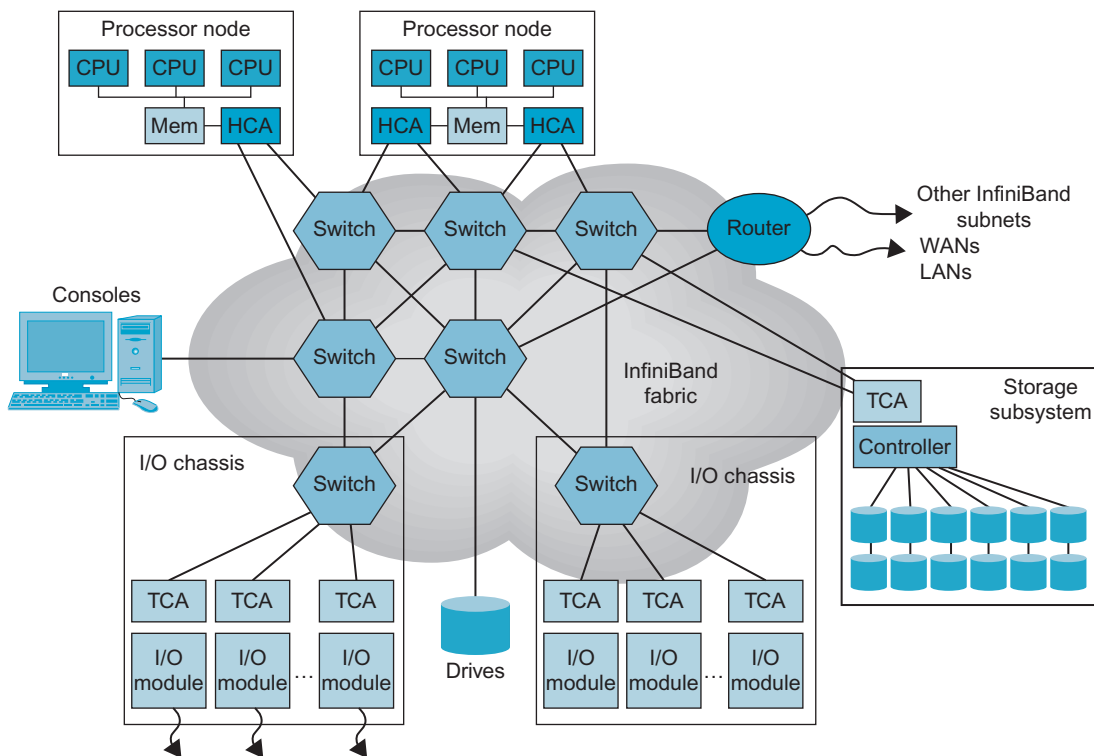 Processor node
Processor node
CPU CPU CPU
CPU CPU CPU
Mem HCA
HCA Mem HCA
Switch Switch Switch Router
Other InfiniBand
subnets
WANs
LANs
Consoles
Switch Switch
InfiniBand
fabric
Storage
subsystem
TCA
Controller
I/O chassis
Switch
I/O chassis
Switch
TCA TCA TCA
TCA TCA TCA
I/O
module
I/O
module
...
I/O
module
Drives
I/O
module
I/O
module
...
I/O
module